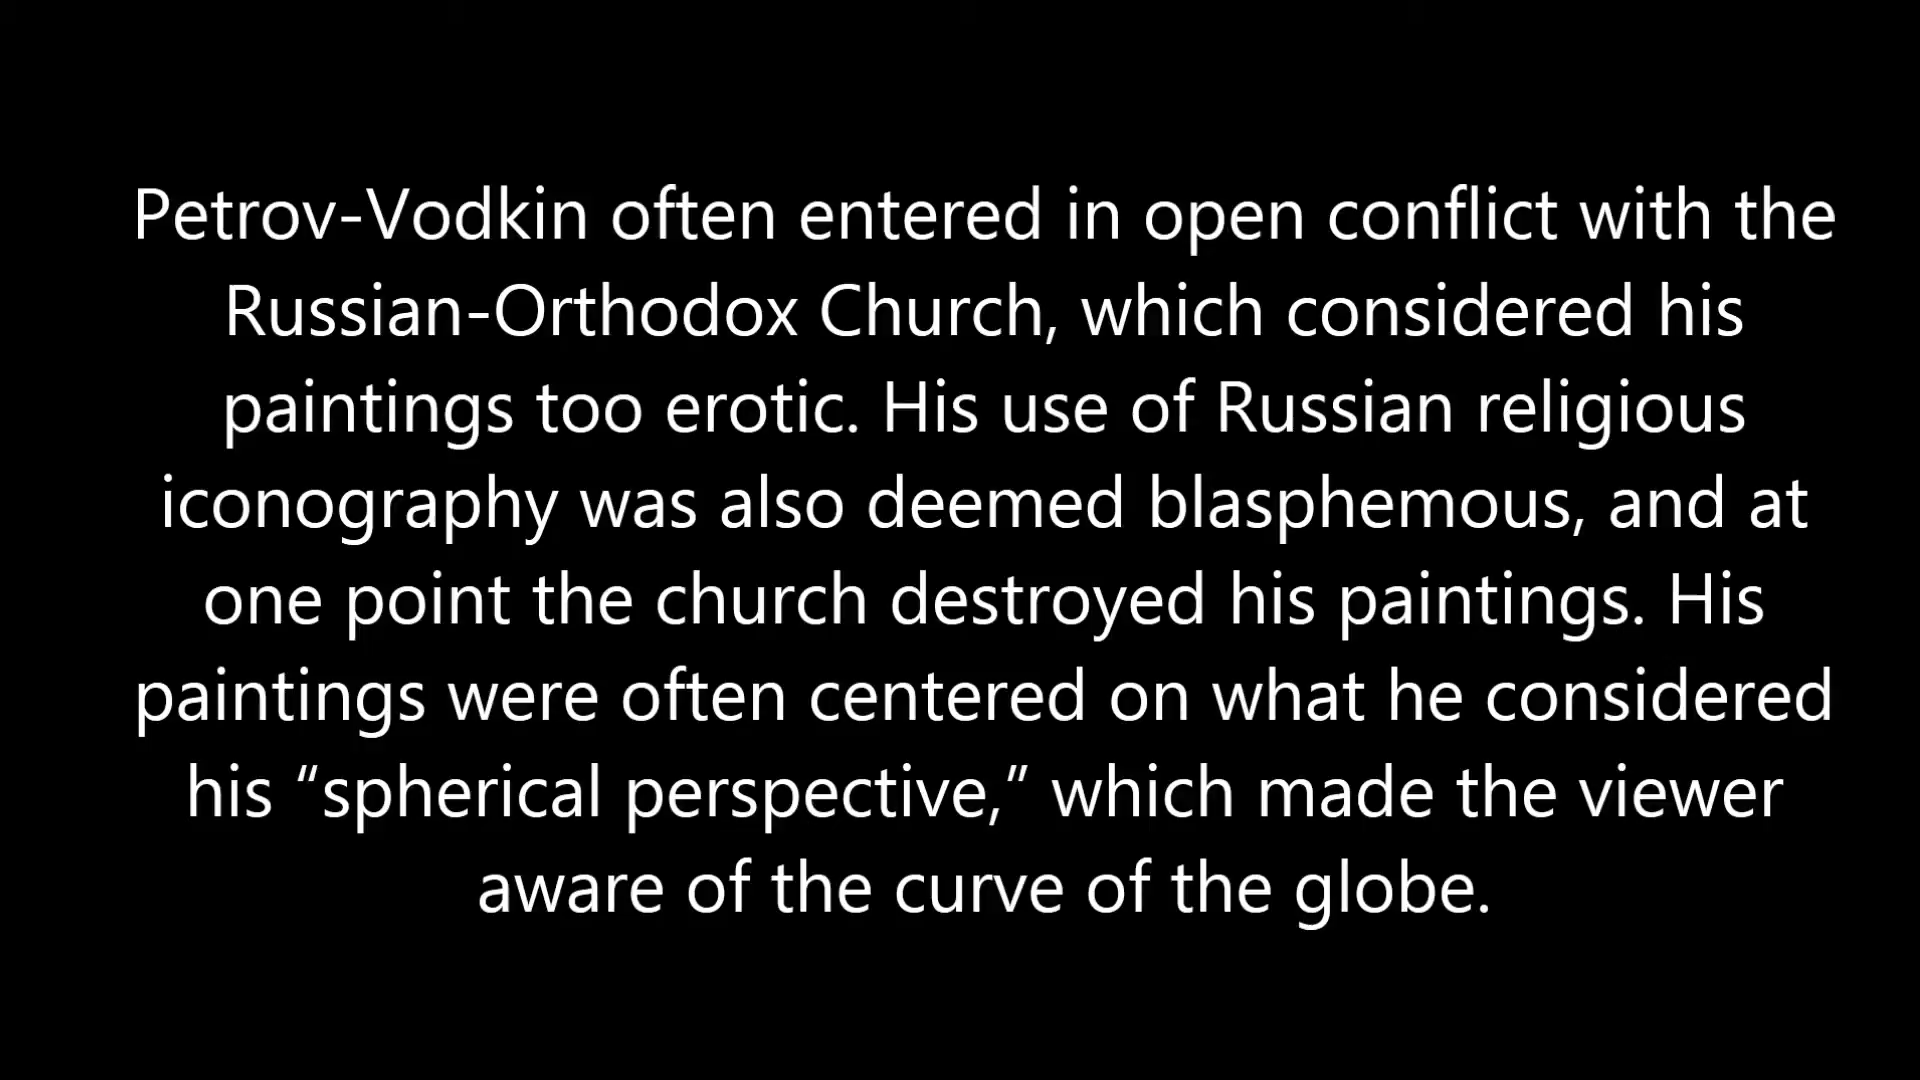 Petrov-Vodkin often entered in open conflict with the
Russian-Orthodox Church, which considered his
paintings too erotic. His use of Russian religious
iconography was also deemed blasphemous, and at
one point the church destroyed his paintings. His
paintings were often centered on what he considered
his “spherical perspective,” which made the viewer
aware of the curve of the globe.